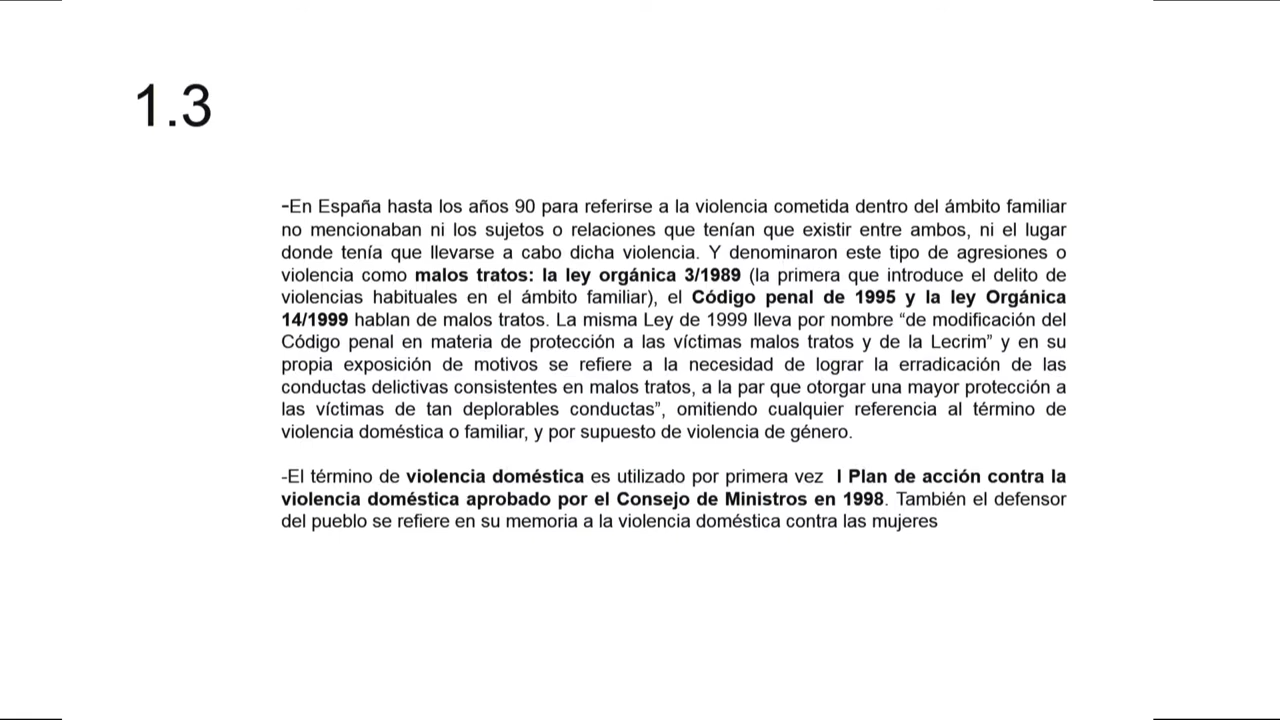 1.3
-En España hasta los años 90 para referirse a la violencia cometida dentro del ámbito familiar
no mencionaban ni los sujetos o relaciones que tenían que existir entre ambos, ni el lugar
donde tenía que llevarse a cabo dicha violencia. Y denominaron este tipo de agresiones o
violencia como malos tratos: la ley orgánica 3/1989 (la primera que introduce el delito de
violencias habituales en el ámbito familiar), el Código penal de 1995 y la ley Orgánica
14/1999 hablan de malos tratos. La misma Ley de 1999 lleva por nombre “de modificación del
Código penal en materia de protección a las víctimas malos tratos y de la Lecrim” y en su
propia exposición de motivos se refiere a la necesidad de lograr la erradicación de las
conductas delictivas consistentes en malos tratos, a la par que otorgar una mayor protección a
las víctimas de tan deplorables conductas”, omitiendo cualquier referencia al término de
violencia doméstica o familiar, y por supuesto de violencia de género.
-El término de violencia doméstica es utilizado por primera vez I Plan de acción contra la
violencia doméstica aprobado por el Consejo de Ministros en 1998. También el defensor
del pueblo se refiere en su memoria a la violencia doméstica contra las mujeres